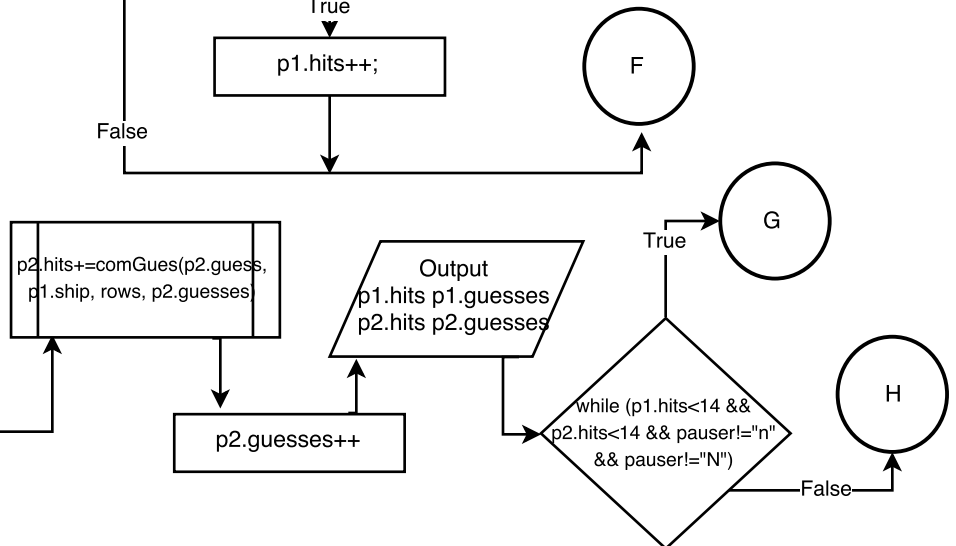 True
p1.hits++;
F
False
G
True
p2.hits+=comGues(p2.guess,
p1.ship, rows, p2.guesses)
Output
p1.hits p1.guesses
p2.hits p2.guesses
p2.guesses++
while (p1.hits<14 &&
p2.hits<14 && pauser!="n"
&& pauser!="N")
H
False